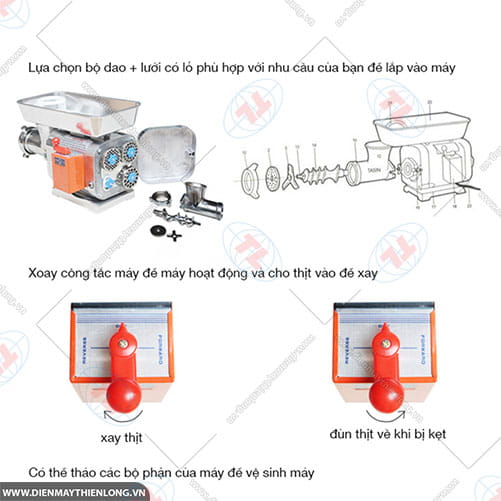 Lựa chọn bộ dao + lưới có lỗ phù hợp với nhu cầu của bạn để lắp vào máy
TASIN
Xoay công tắc máy để máy hoạt động và cho thịt vào để xay
REVERSE
FORWARD
REVERSE
FORWARD
xay thịt
đùn thịt về khi bị kẹt
Có thể tháo các bộ phận của máy để vệ sinh máy
WWW.DIENMAYTHIENLONG.VN